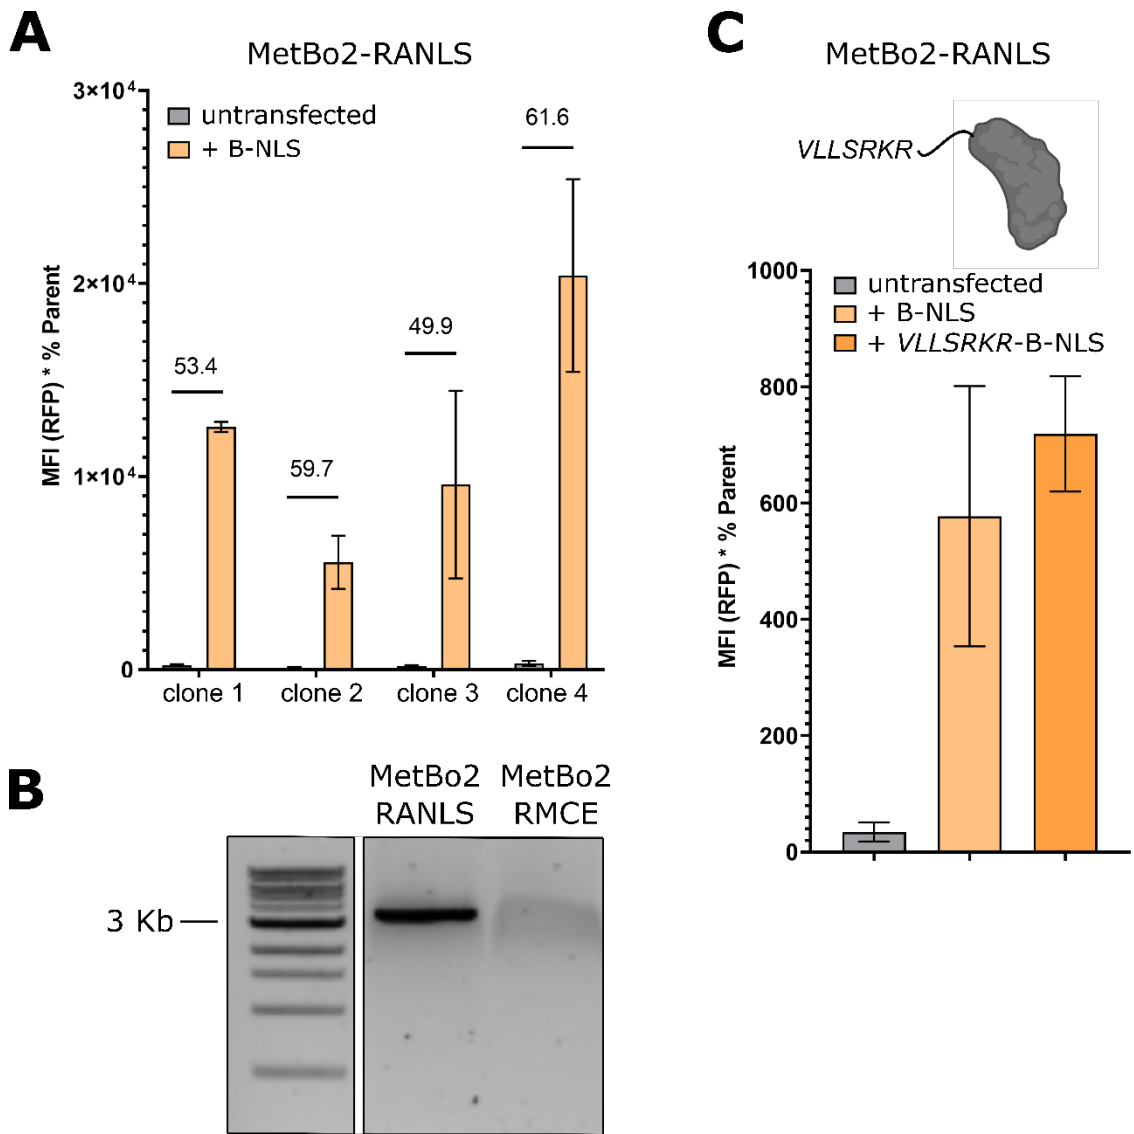 A
MetBo2-RANLS
3×10⁴
2×10⁴
1×10⁴
0
MFI (RFP) * % Parent
untransfected
+ B-NLS
53.4
59.7
49.9
61.6
clone 1
clone 2
clone 3
clone 4
B
MetBo2
RANLS
MetBo2
RMCE
3 Kb
C
MetBo2-RANLS
VLLSRKR
1000
800
600
400
200
0
MFI (RFP) * % Parent
untransfected
+ B-NLS
+ VLLSRKR-B-NLS